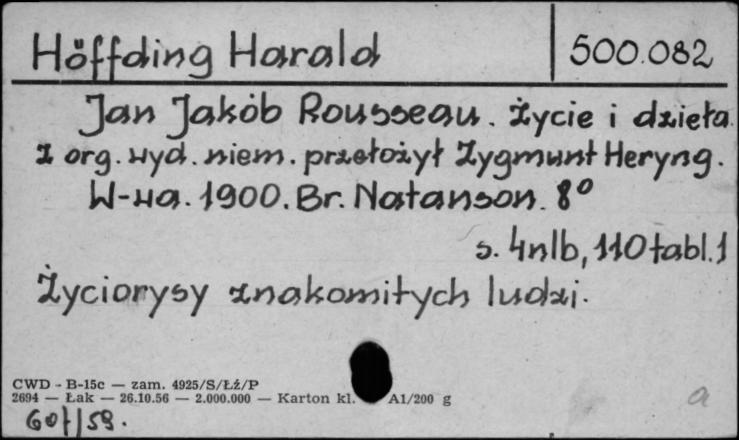 Höffding Harald 500.082
Jan Jakób Rousseau. Życie i dzieła
z org. wyd. niem. przełożył Zygmunt Heryng.
W-wa. 1900. Br. Natanson. 8°
s. 4nlb, 110 tabl. 1
Życiorysy znakomitych ludzi.
CWD - B-15c — zam. 4925/S/Łź/P
2694 — Łak — 26.10.56 — 2.000.000 — Karton kl. A1/200 g
a